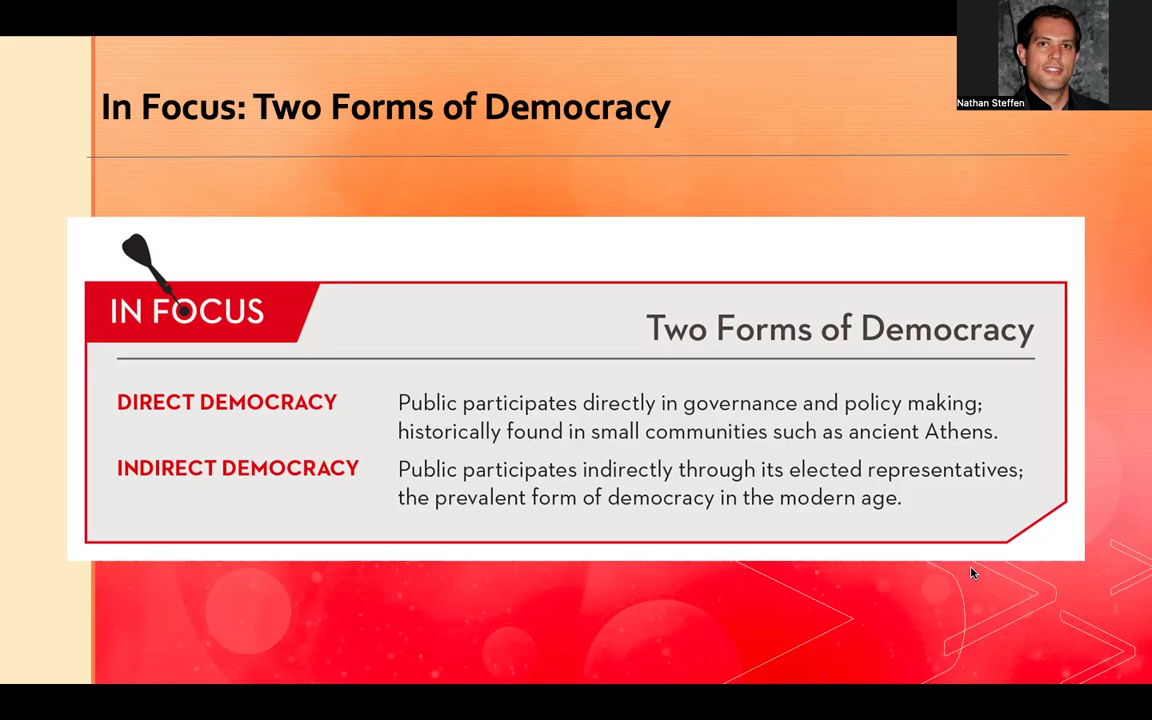 In Focus: Two Forms of Democracy
Nathan Steffen
IN FOCUS
Two Forms of Democracy
DIRECT DEMOCRACY
Public participates directly in governance and policy making;
historically found in small communities such as ancient Athens.
INDIRECT DEMOCRACY
Public participates indirectly through its elected representatives;
the prevalent form of democracy in the modern age.